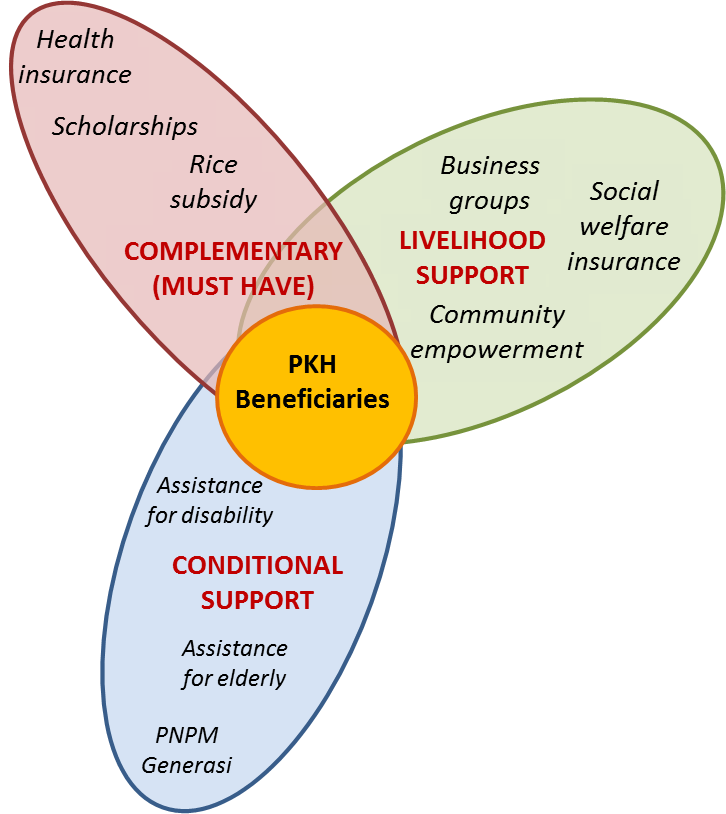 Health
insurance
Scholarships
Rice
subsidy
COMPLEMENTARY
(MUST HAVE)
Business
groups
Social
welfare
insurance
LIVELIHOOD
SUPPORT
Community
empowerment
PKH
Beneficiaries
Assistance
for disability
CONDITIONAL
SUPPORT
Assistance
for elderly
PNPM
Generasi